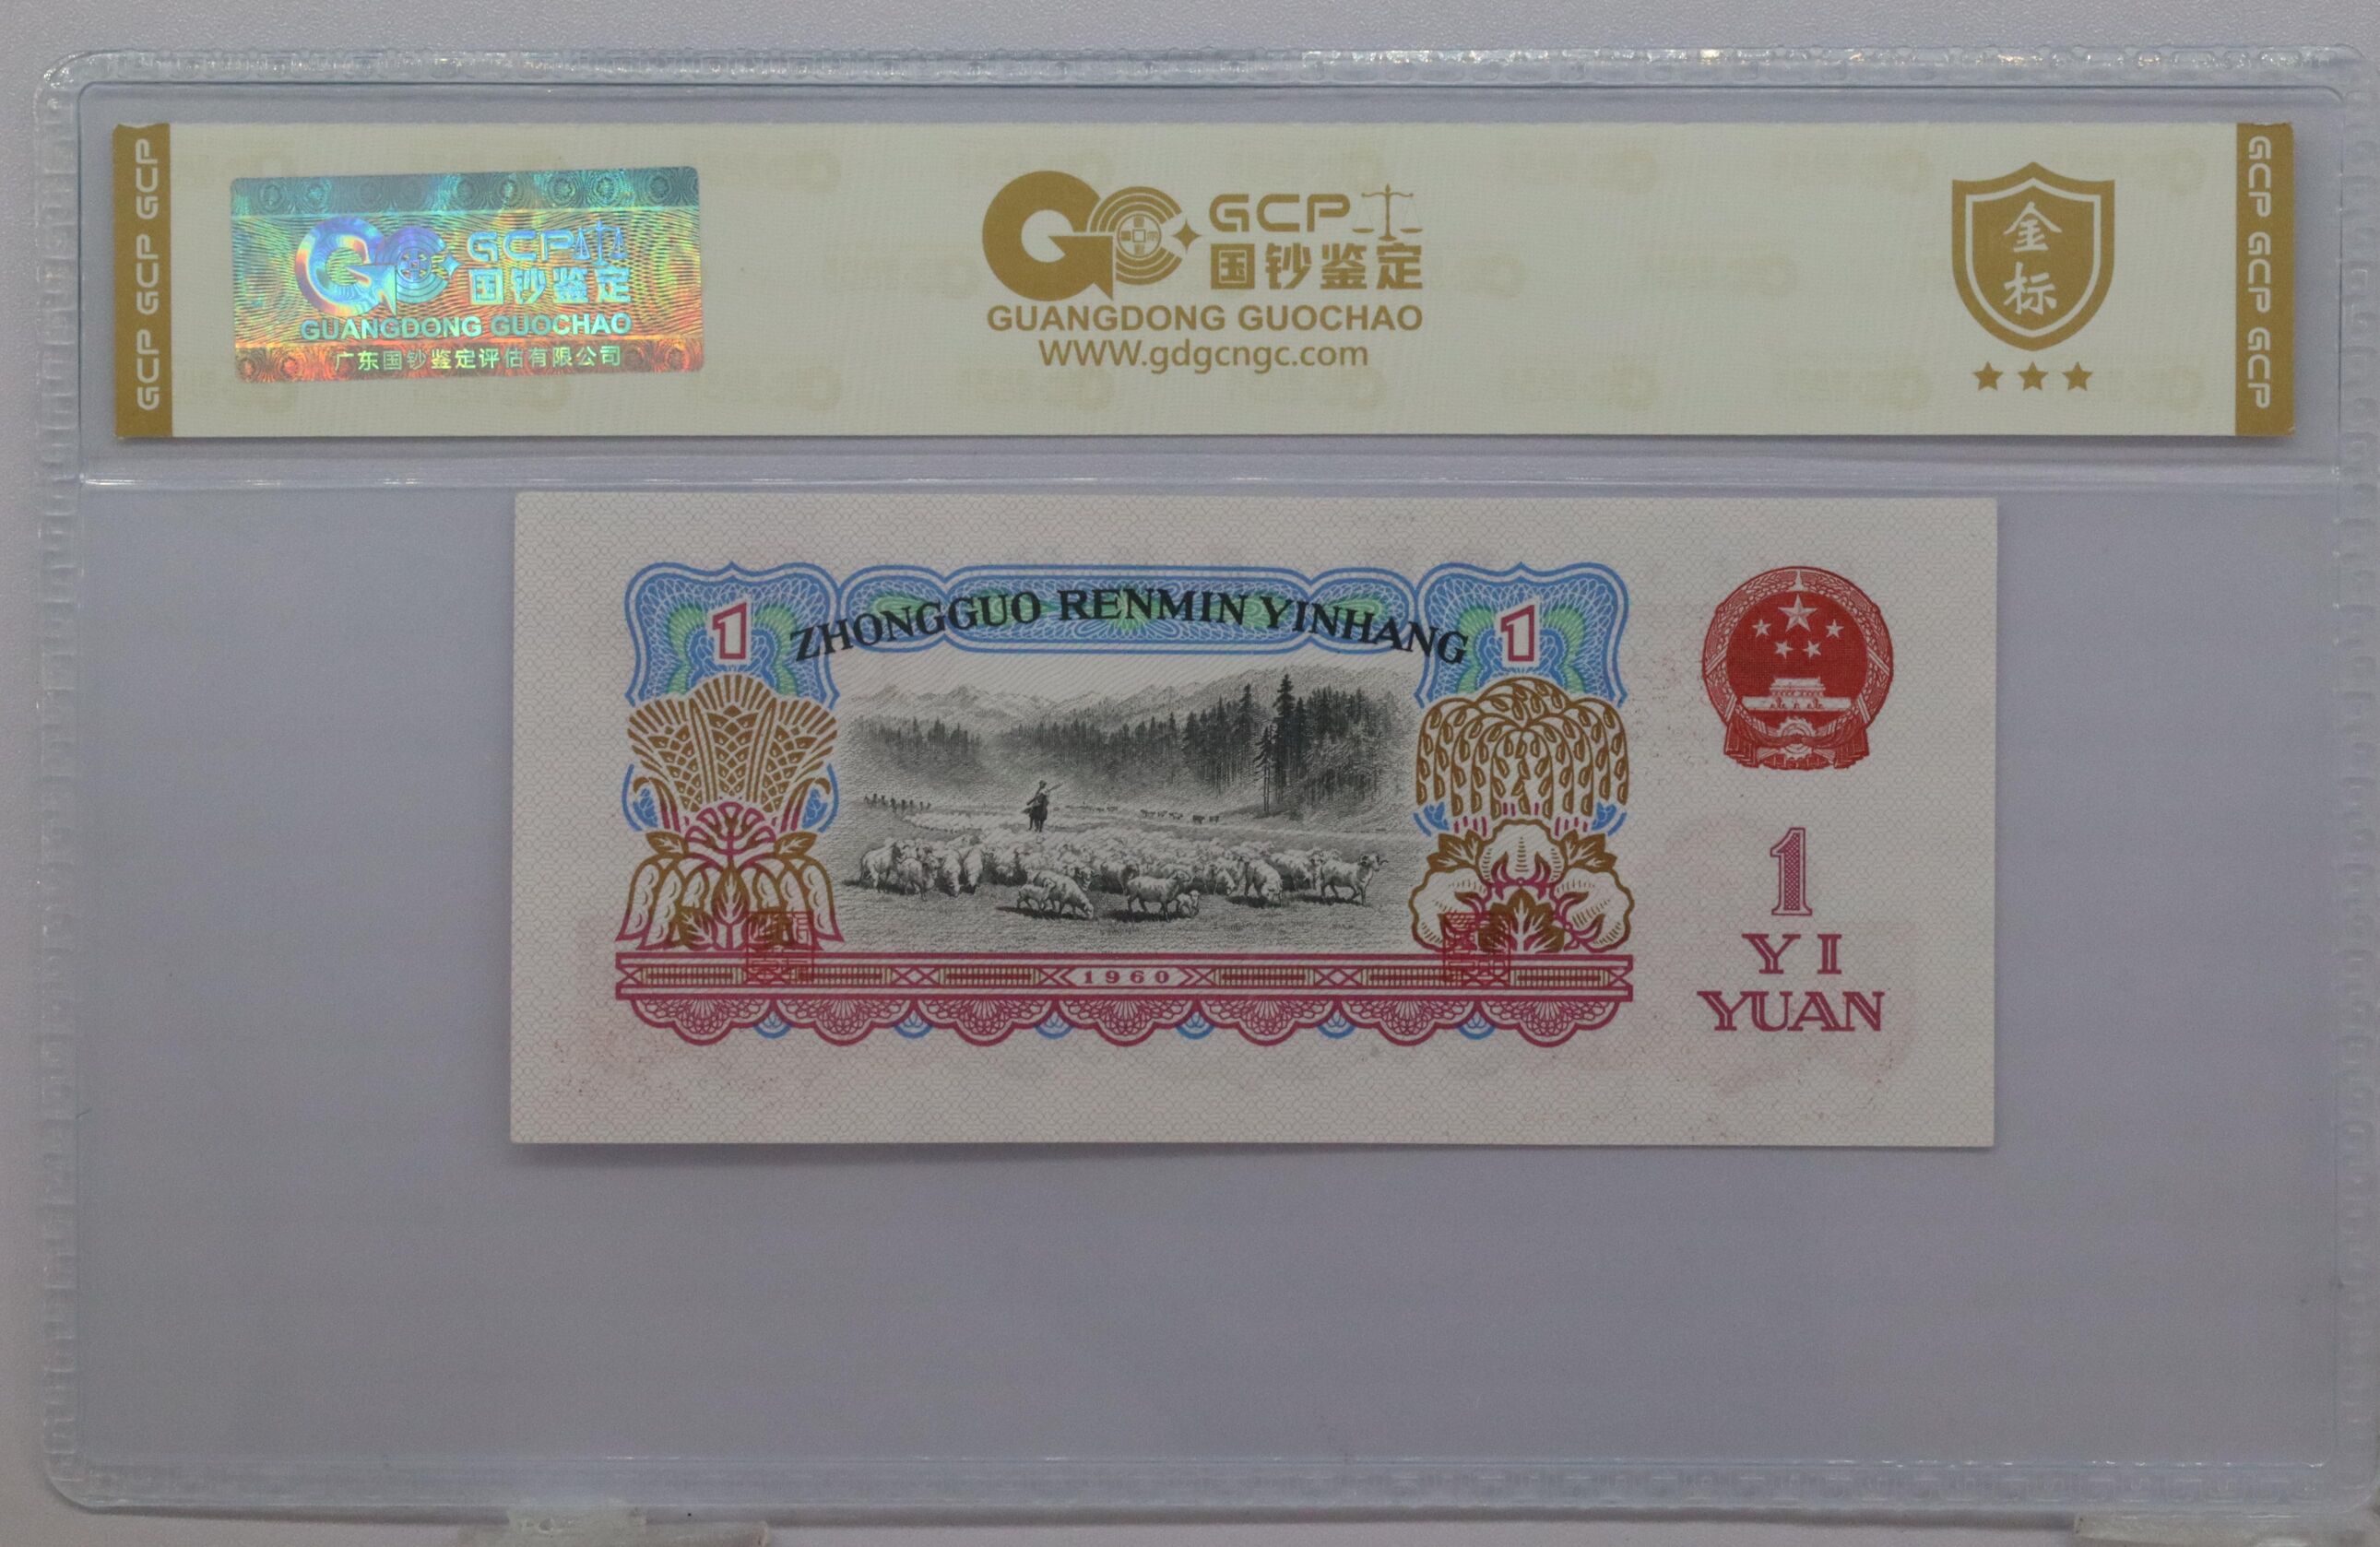 GCP GCP GCP
GCP
国钞鉴定
GUANGDONG GUOCHAO
广东国钞鉴定评估有限公司
GCP
国钞鉴定
GUANGDONG GUOCHAO
WWW.gdgcngc.com
金
标
GCP GCP GCP
ZHONGGUO RENMIN YINHANG
1
1
1
YI
YUAN
1960